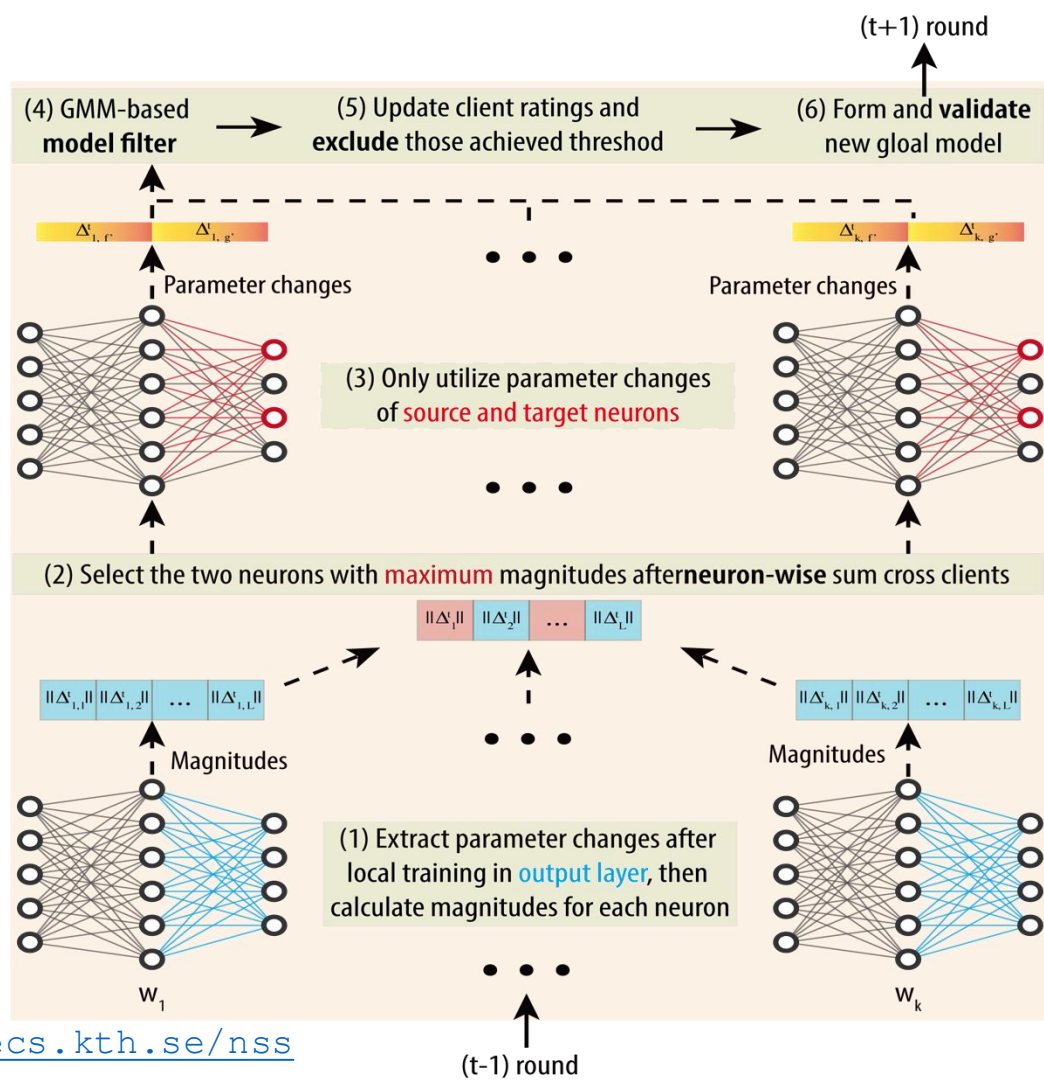 (t+1) round
(4) GMM-based
model filter
(5) Update client ratings and
exclude those achieved threshod
(6) Form and validate
new gloal model
Δᵗ₁, f'
Δᵗ₁, g'
• • •
Δᵗₖ, f'
Δᵗₖ, g'
Parameter changes
Parameter changes
(3) Only utilize parameter changes
of source and target neurons
• • •
(2) Select the two neurons with maximum magnitudes afterneuron-wise sum cross clients
||Δᵗ₁|| ||Δᵗ₂|| ... ||Δᵗ_L||
||Δᵗ₁,₁|| ||Δᵗ₁,₂|| ... ||Δᵗ₁,L||
||Δᵗₖ,₁|| ||Δᵗₖ,₂|| ... ||Δᵗₖ,L||
• • •
Magnitudes
Magnitudes
(1) Extract parameter changes after
local training in output layer, then
calculate magnitudes for each neuron
• • •
w₁
wₖ
ecs.kth.se/nss
(t-1) round